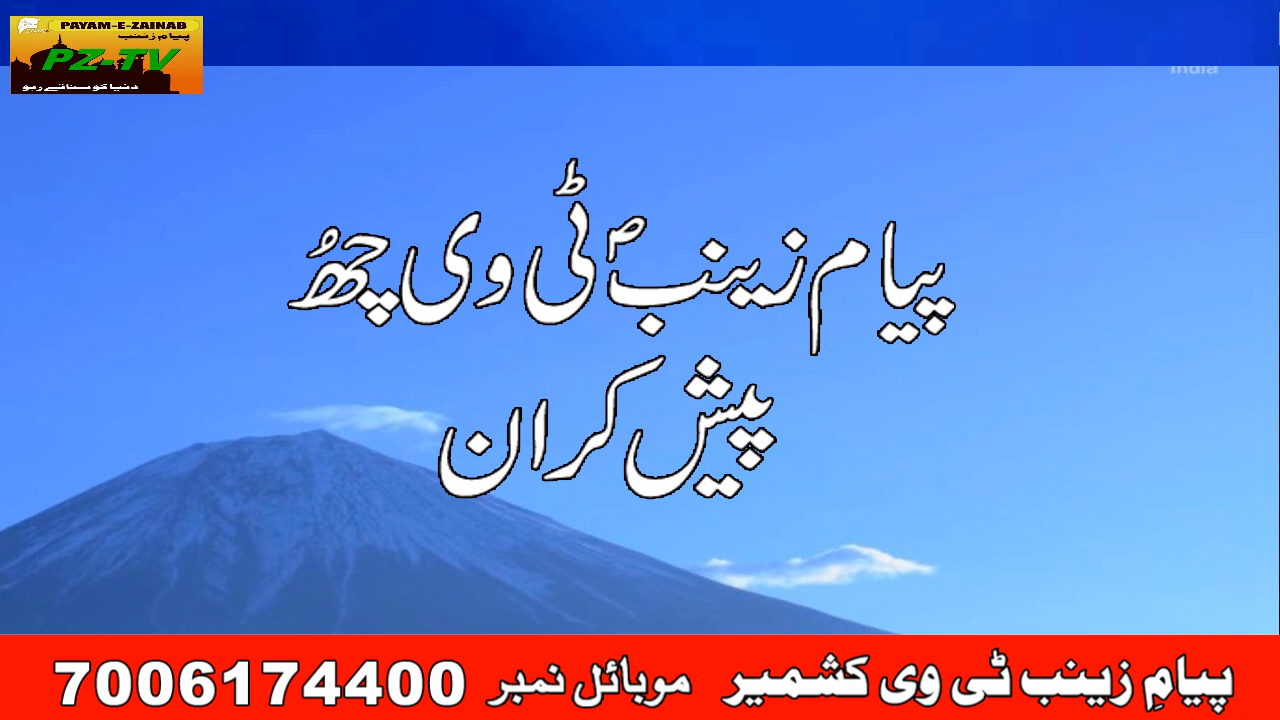 PAYAM-E-ZAINAB
پیام زینب
PZ-TV
india
پیام زینبؑ ٹی وی چھُ
پیش کران
پیامِ زینب ٹی وی کشمیر موبائل نمبر 7006174400